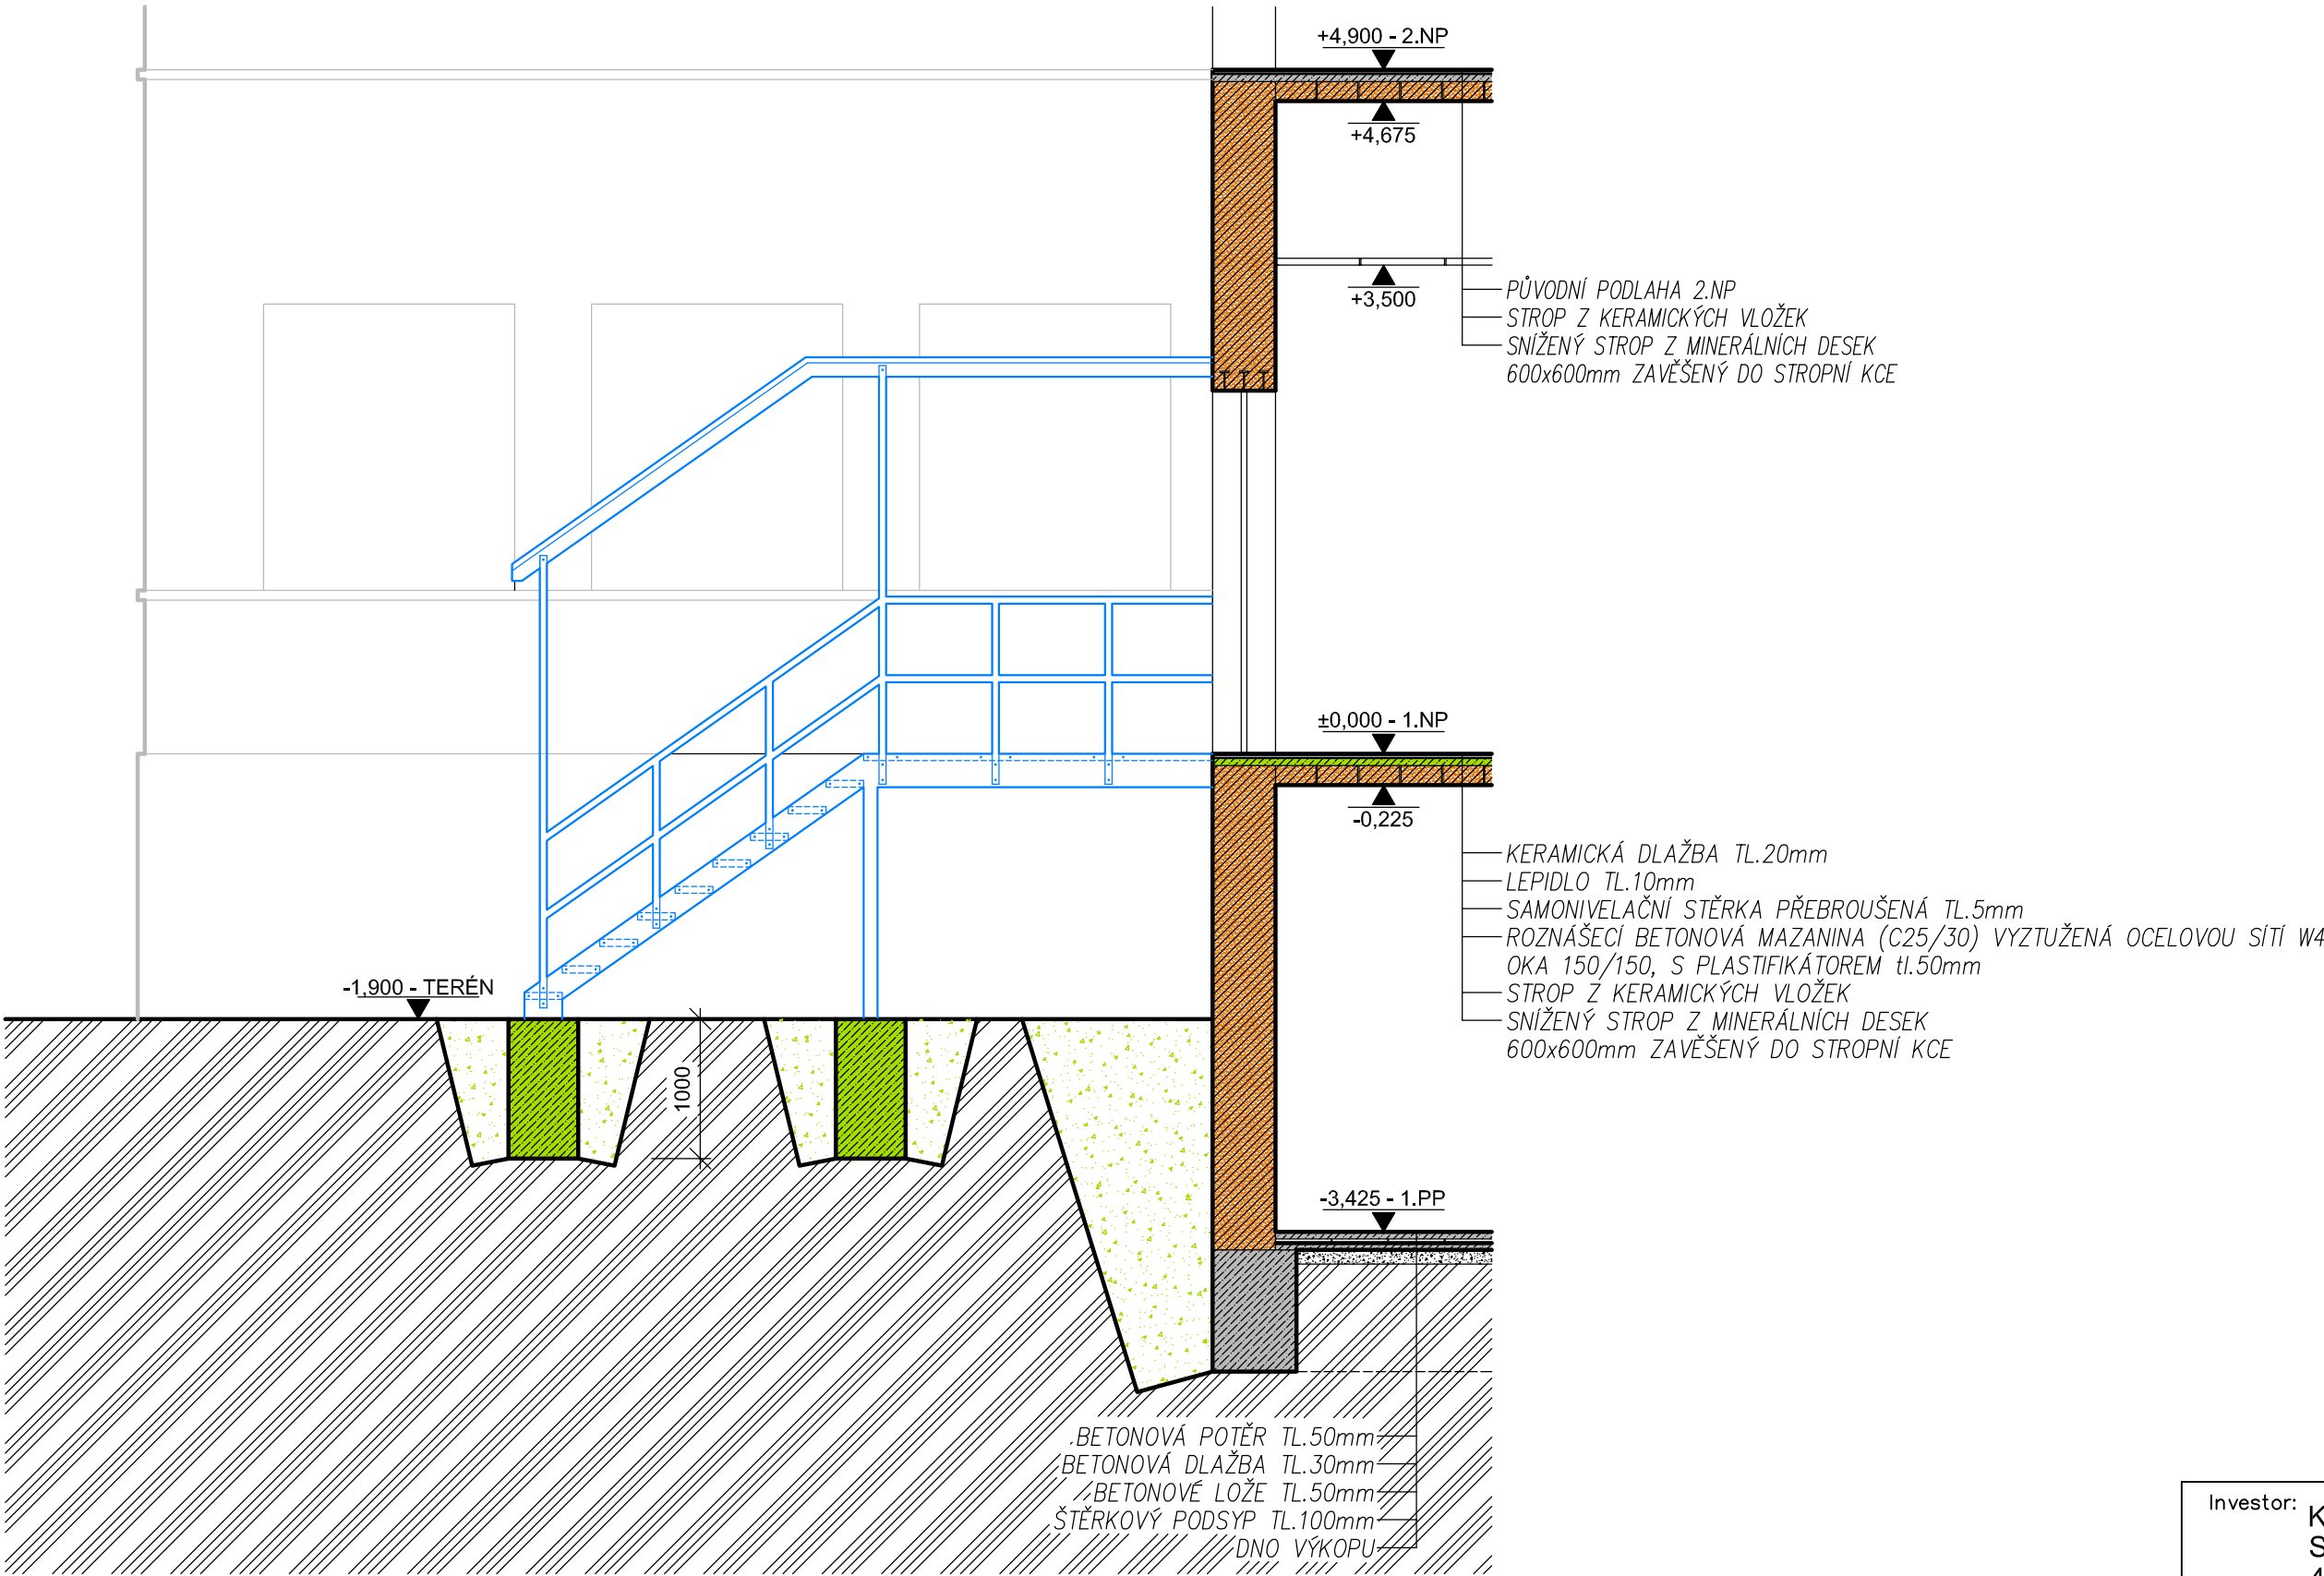 +4,900 - 2.NP
+4,675
+3,500
PŮVODNÍ PODLAHA 2.NP
STROP Z KERAMICKÝCH VLOŽEK
SNÍŽENÝ STROP Z MINERÁLNÍCH DESEK
600x600mm ZAVĚŠENÝ DO STROPNÍ KCE
±0,000 - 1.NP
-0,225
KERAMICKÁ DLAŽBA TL.20mm
LEPIDLO TL.10mm
SAMONIVELAČNÍ STĚRKA PŘEBROUŠENÁ TL.5mm
ROZNÁŠECÍ BETONOVÁ MAZANINA (C25/30) VYZTUŽENÁ OCELOVOU SÍTÍ W4
OKA 150/150, S PLASTIFIKÁTOREM tl.50mm
STROP Z KERAMICKÝCH VLOŽEK
SNÍŽENÝ STROP Z MINERÁLNÍCH DESEK
600x600mm ZAVĚŠENÝ DO STROPNÍ KCE
-1,900 - TERÉN
1000
-3,425 - 1.PP
BETONOVÁ POTĚR TL.50mm
BETONOVÁ DLAŽBA TL.30mm
BETONOVÉ LOŽE TL.50mm
ŠTĚRKOVÝ PODSYP TL.100mm
DNO VÝKOPU
Investor: